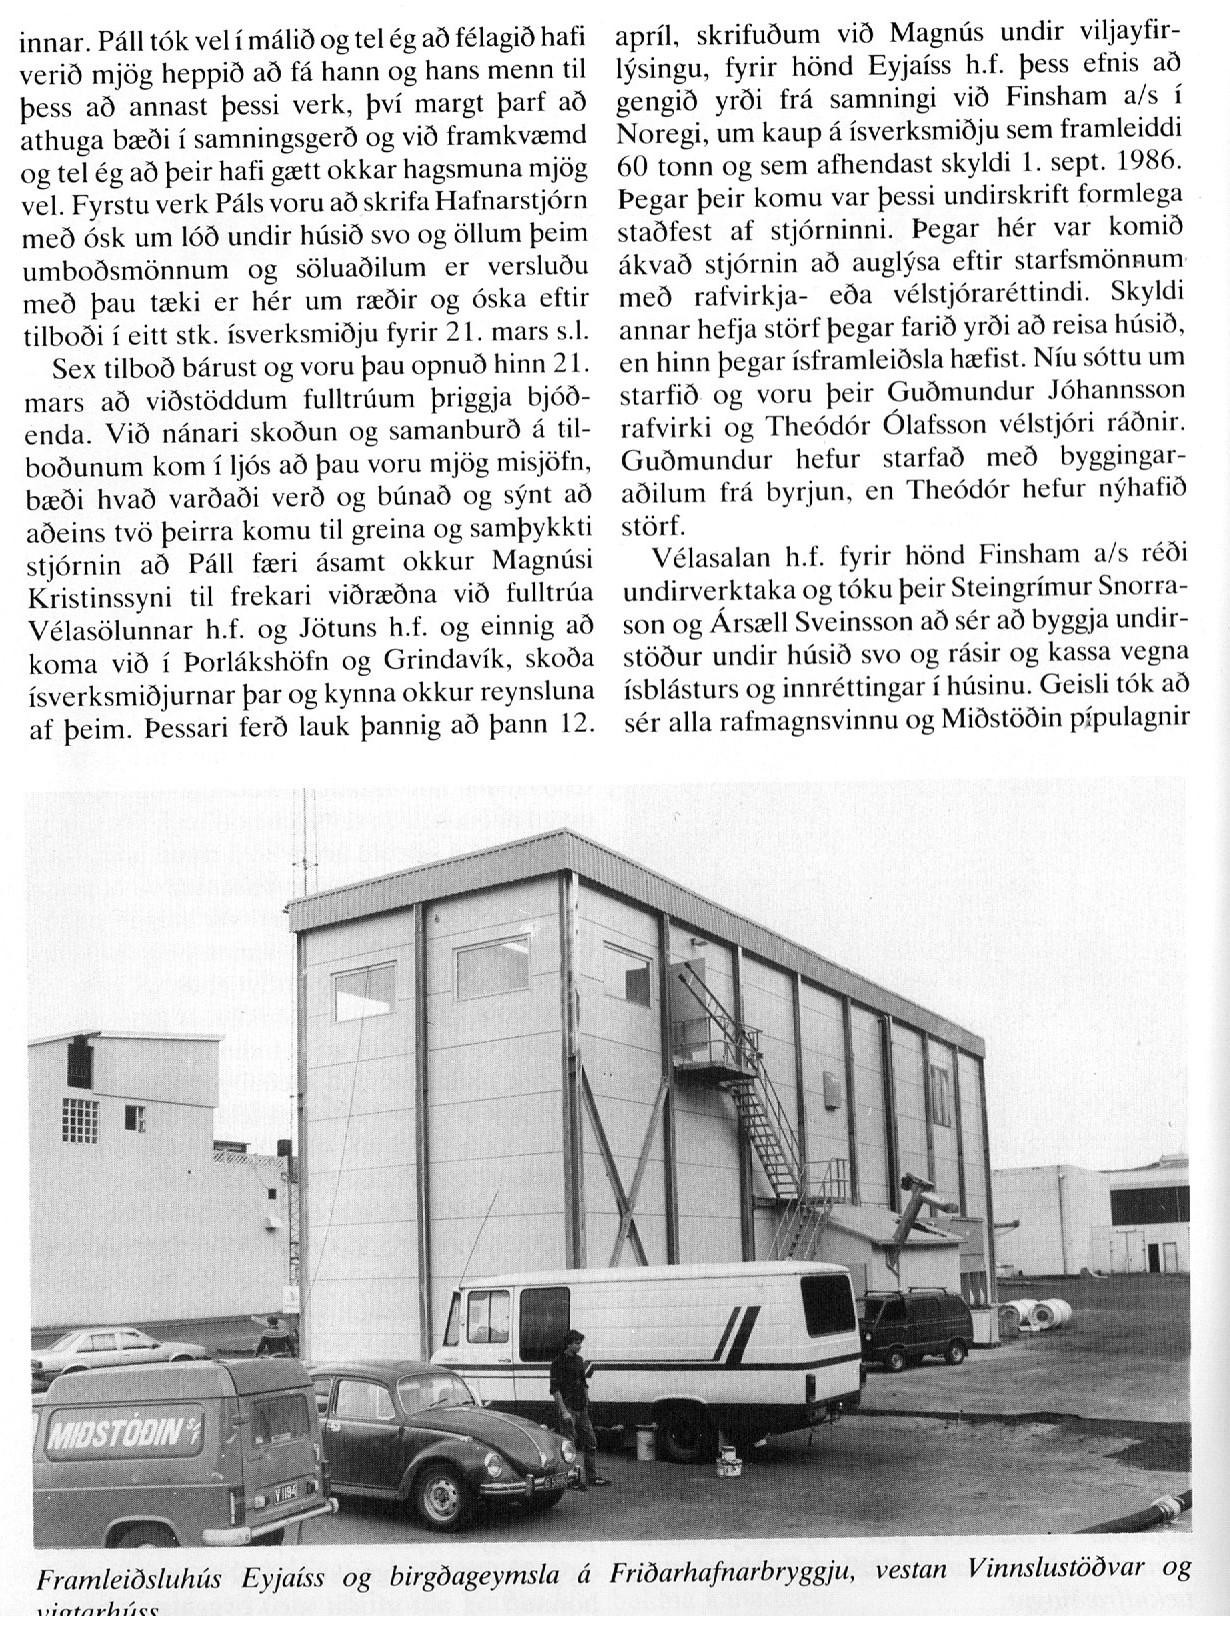 innar. Páll tók vel í málið og tel ég að félagið hafi
verið mjög heppið að fá hann og hans menn til
þess að annast þessi verk, því margt þarf að
athuga bæði í samningsgerð og við framkvæmd
og tel ég að þeir hafi gætt okkar hagsmuna mjög
vel. Fyrstu verk Páls voru að skrifa Hafnarstjórn
með ósk um lóð undir húsið svo og öllum þeim
umboðsmönnum og söluaðilum er versluðu
með þau tæki er hér um ræðir og óska eftir
tilboði í eitt stk. ísverksmiðju fyrir 21. mars s.l.
Sex tilboð bárust og voru þau opnuð hinn 21.
mars að viðstöddum fulltrúum þriggja bjóð-
enda. Við nánari skoðun og samanburð á til-
boðunum kom í ljós að þau voru mjög misjöfn,
bæði hvað varðaði verð og búnað og sýnt að
aðeins tvö þeirra komu til greina og samþykkti
stjórnin að Páll færi ásamt okkur Magnúsi
Kristinssyni til frekari viðræðna við fulltrúa
Vélasölunnar h.f. og Jötuns h.f. og einnig að
koma við í Þorlákshöfn og Grindavík, skoða
ísverksmiðjurnar þar og kynna okkur reynsluna
af þeim. Þessari ferð lauk þannig að þann 12.
apríl, skrifuðum við Magnús undir viljayfir-
lýsingu, fyrir hönd Eyjaíss h.f. þess efnis að
gengið yrði frá samningi við Finsham a/s í
Noregi, um kaup á ísverksmiðju sem framleiddi
60 tonn og sem afhendast skyldi 1. sept. 1986.
Þegar þeir komu var þessi undirskrift formlega
staðfest af stjórninni. Þegar hér var komið
ákvað stjórnin að auglýsa eftir starfsmönnum
með rafvirkja- eða vélstjóraréttindi. Skyldi
annar hefja störf þegar farið yrði að reisa húsið,
en hinn þegar ísframleiðsla hæfist. Níu sóttu um
starfið og voru þeir Guðmundur Jóhannsson
rafvirki og Theódór Ólafsson vélstjóri ráðnir.
Guðmundur hefur starfað með byggingar-
aðilum frá byrjun, en Theódór hefur nýhafið
störf.
Vélasalan h.f. fyrir hönd Finsham a/s réði
undirverktaka og tóku þeir Steingrímur Snorra-
son og Ársæll Sveinsson að sér að byggja undir-
stöður undir húsið svo og rásir og kassa vegna
ísblásturs og innréttingar í húsinu. Geisli tók að
sér alla rafmagnsvinnu og Miðstöðin pípulagnir
MIÐSTÖÐIN s/f
V 1194
Framleiðsluhús Eyjaíss og birgðageymsla á Friðarhafnarbryggju, vestan Vinnslustöðvar og
vigtarhúss.